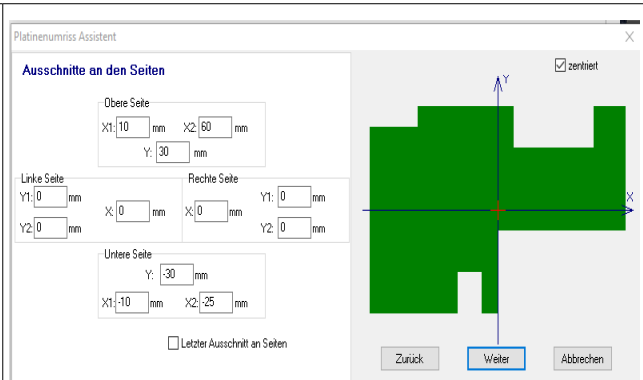 Platinenumriss Assistent
X
Ausschnitte an den Seiten
zentriert
Obere Seite
X1: 10 mm X2: 60 mm
Y: 30 mm
Linke Seite
Y1: 0 mm
X: 0 mm
Y2: 0 mm
Rechte Seite
Y1: 0 mm
X: 0 mm
Y2: 0 mm
Untere Seite
Y: -30 mm
X1: -10 mm X2: -25 mm
Letzter Ausschnitt an Seiten
Y
X
Zurück Weiter Abbrechen